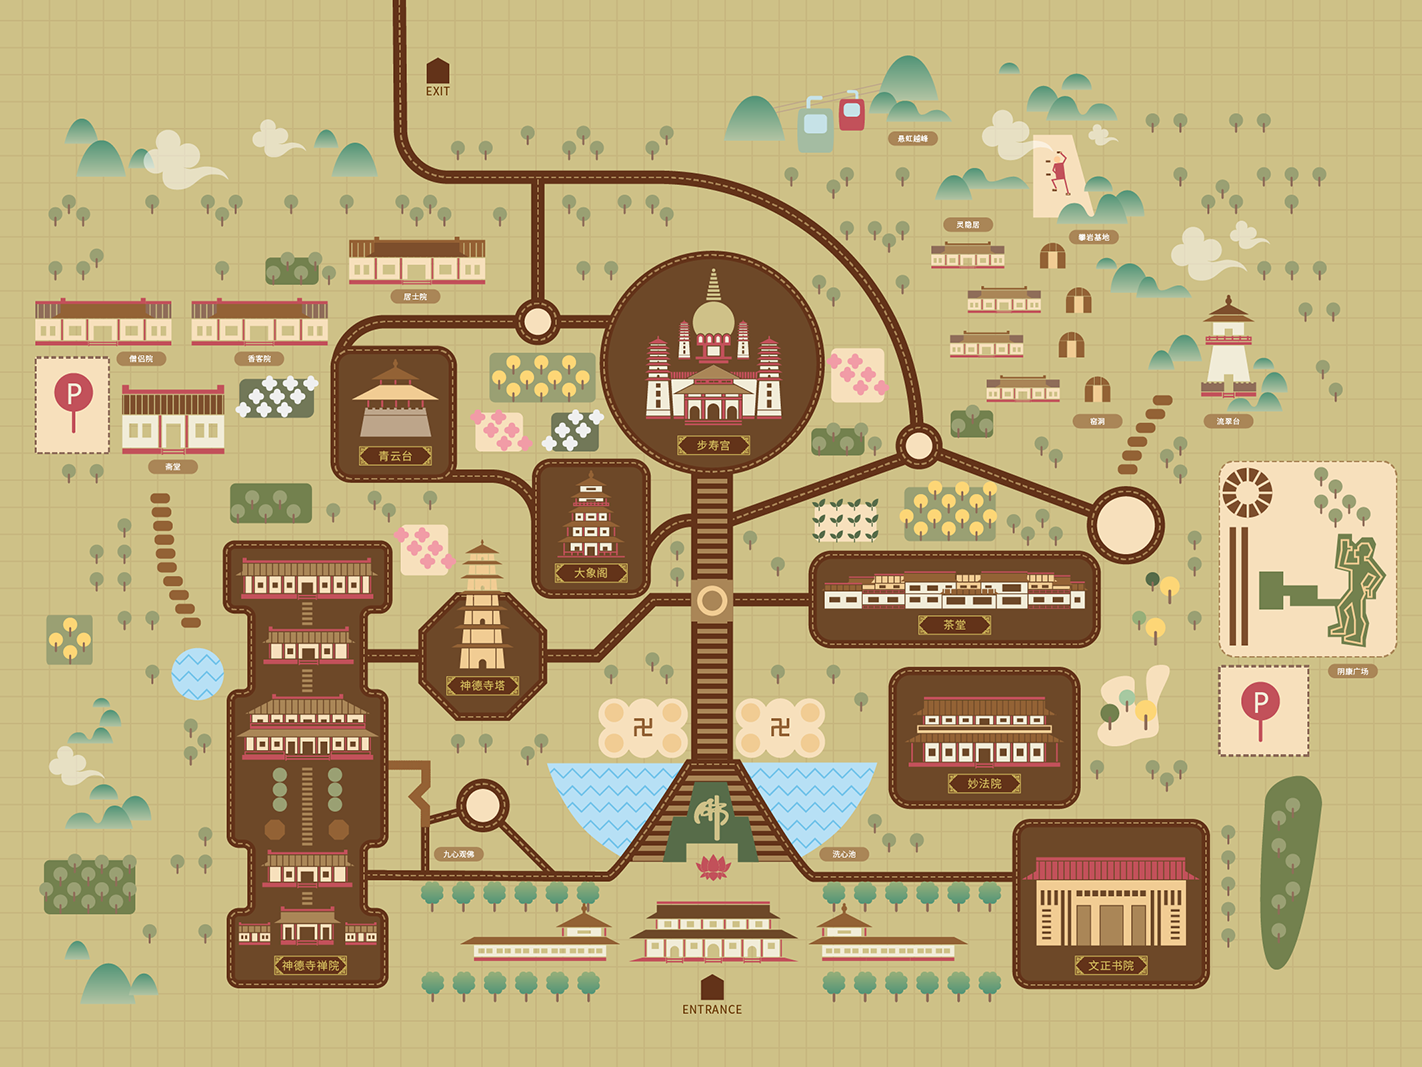 EXIT
悬虹越峰
灵隐居
攀岩基地
居士院
僧侣院
香客院
P
斋堂
青云台
步寿宫
窑洞
流翠台
大象阁
茶堂
神德寺塔
阴康广场
卍
卍
P
妙法院
佛
九心观佛
洗心池
神德寺禅院
文正书院
ENTRANCE